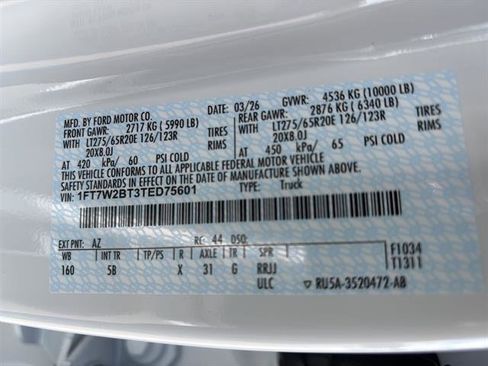 MFD. BY FORD MOTOR CO. 03/26 GVWR: 4536 KG (10000 LB)
FRONT GAWR: 2717 KG (5990 LB) REAR GAWR: 2876 KG (6340 LB)
LT275/65R20E 126/123R TIRES WITH LT275/65R20E 126/123R TIRES
20X8.0J RIMS 20X8.0J RIMS
AT 420 kPa/ 60 PSI COLD AT 450 kPa/ 65 PSI COLD
THIS VEHICLE CONFORMS TO ALL APPLICABLE FEDERAL MOTOR VEHICLE SAFETY
STANDARDS IN EFFECT ON THE DATE OF MANUFACTURE SHOWN ABOVE.
VIN: 1FT7W2BT3TED75601 TYPE: Truck
EXT PNT: AZ RC: 44 050:
WB INT TR TP/PS R AXLE TR SPR F1034
160 5B X 31 G RRJJ T1311
ULC RU5A-3520472-AB